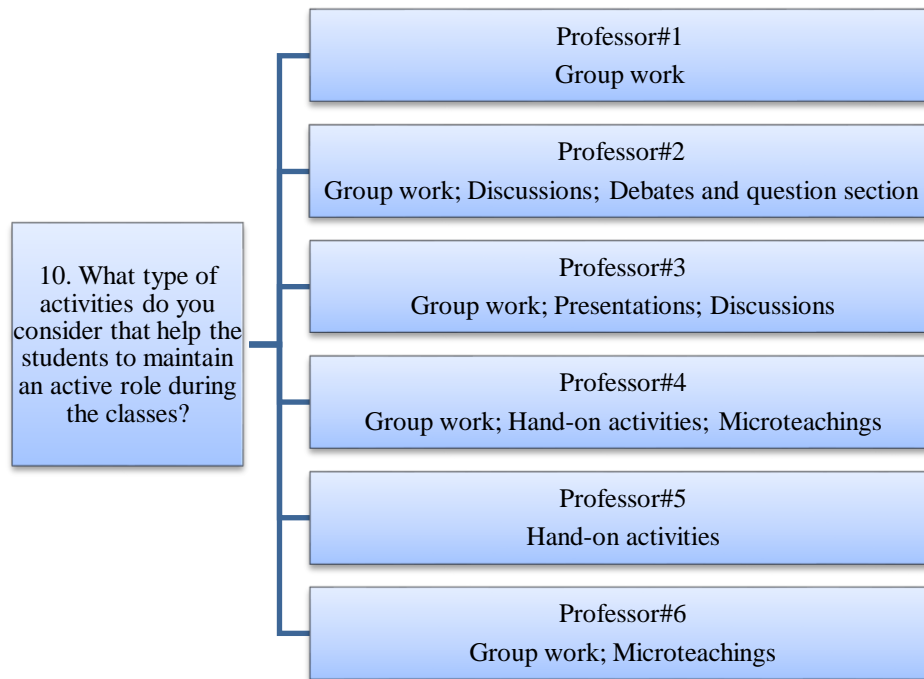 10. What type of
activities do you
consider that help the
students to maintain
an active role during
the classes?
Professor#1
Group work
Professor#2
Group work; Discussions; Debates and question section
Professor#3
Group work; Presentations; Discussions
Professor#4
Group work; Hand-on activities; Microteachings
Professor#5
Hand-on activities
Professor#6
Group work; Microteachings